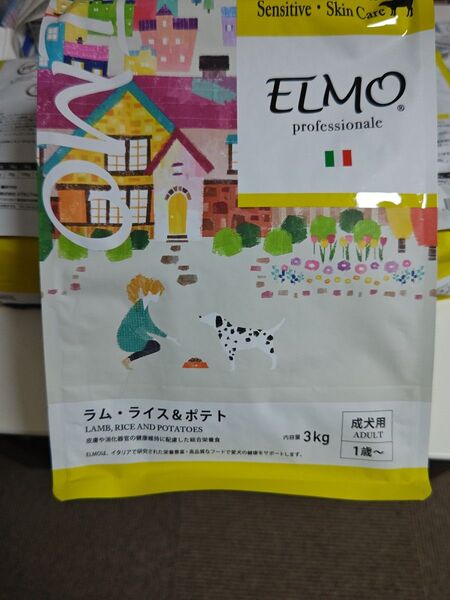 Sensitive・Skin Care
ELMO®
professionale
ELMO
ラム・ライス&ポテト
LAMB, RICE AND POTATOES
皮膚や消化器官の健康維持に配慮した総合栄養食
ELMOは、イタリアで研究された栄養豊富・高品質なフードで愛犬の健康をサポートします。
内容量 3kg
成犬用
ADULT
1歳～